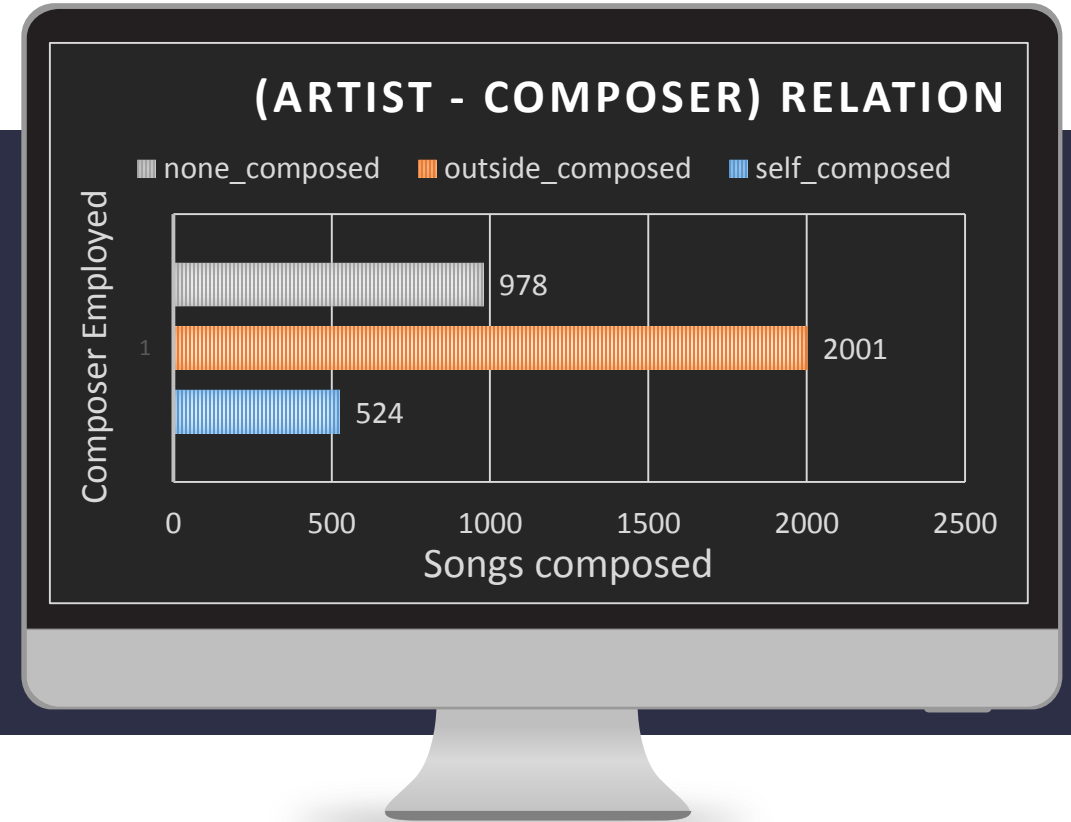 (ARTIST - COMPOSER) RELATION
none_composed outside_composed self_composed
Composer Employed
978
1
2001
524
0 500 1000 1500 2000 2500
Songs composed